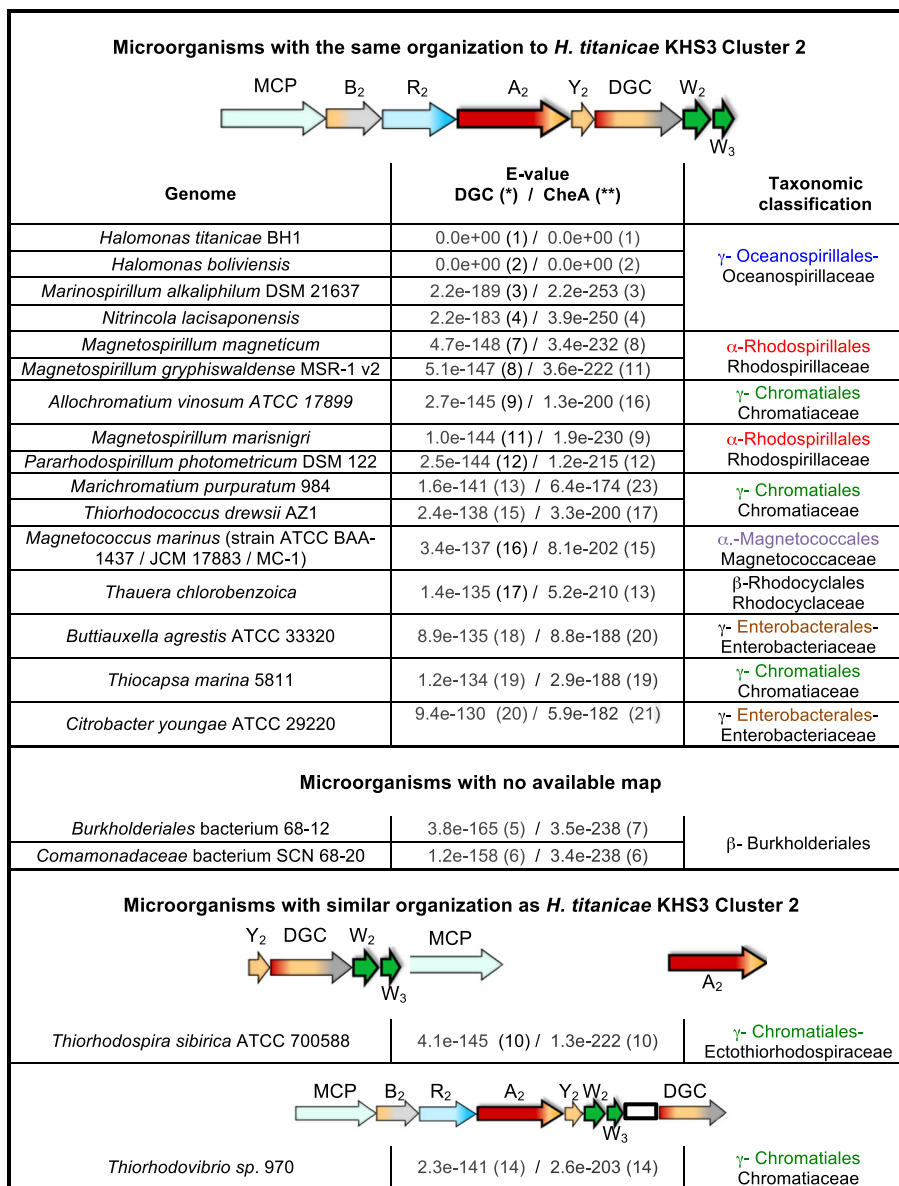 Microorganisms with the same organization to H. titanicae KHS3 Cluster 2
MCP B₂ R₂ A₂ Y₂ DGC W₂
W₃
Genome
E-value
DGC (*) / CheA (**)
Taxonomic
classification
Halomonas titanicae BH1
0.0e+00 (1) / 0.0e+00 (1)
Halomonas boliviensis
0.0e+00 (2) / 0.0e+00 (2)
Marinospirillum alkaliphilum DSM 21637
2.2e-189 (3) / 2.2e-253 (3)
Nitrincola lacisaponensis
2.2e-183 (4) / 3.9e-250 (4)
γ- Oceanospirillales-
Oceanospirillaceae
Magnetospirillum magneticum
4.7e-148 (7) / 3.4e-232 (8)
Magnetospirillum gryphiswaldense MSR-1 v2
5.1e-147 (8) / 3.6e-222 (11)
α-Rhodospirillales
Rhodospirillaceae
Allochromatium vinosum ATCC 17899
2.7e-145 (9) / 1.3e-200 (16)
γ- Chromatiales
Chromatiaceae
Magnetospirillum marisnigri
1.0e-144 (11) / 1.9e-230 (9)
Pararhodospirillum photometricum DSM 122
2.5e-144 (12) / 1.2e-215 (12)
α-Rhodospirillales
Rhodospirillaceae
Marichromatium purpuratum 984
1.6e-141 (13) / 6.4e-174 (23)
Thiorhodococcus drewsii AZ1
2.4e-138 (15) / 3.3e-200 (17)
γ- Chromatiales
Chromatiaceae
Magnetococcus marinus (strain ATCC BAA-
1437 / JCM 17883 / MC-1)
3.4e-137 (16) / 8.1e-202 (15)
α.-Magnetococcales
Magnetococcaceae
Thauera chlorobenzoica
1.4e-135 (17) / 5.2e-210 (13)
β-Rhodocyclales
Rhodocyclaceae
Buttiauxella agrestis ATCC 33320
8.9e-135 (18) / 8.8e-188 (20)
γ- Enterobacterales-
Enterobacteriaceae
Thiocapsa marina 5811
1.2e-134 (19) / 2.9e-188 (19)
γ- Chromatiales
Chromatiaceae
Citrobacter youngae ATCC 29220
9.4e-130 (20) / 5.9e-182 (21)
γ- Enterobacterales-
Enterobacteriaceae
Microorganisms with no available map
Burkholderiales bacterium 68-12
3.8e-165 (5) / 3.5e-238 (7)
Comamonadaceae bacterium SCN 68-20
1.2e-158 (6) / 3.4e-238 (6)
β- Burkholderiales
Microorganisms with similar organization as H. titanicae KHS3 Cluster 2
Y₂ DGC W₂ MCP
W₃
A₂
Thiorhodospira sibirica ATCC 700588
4.1e-145 (10) / 1.3e-222 (10)
γ- Chromatiales-
Ectothiorhodospiraceae
MCP B₂ R₂ A₂ Y₂ W₂ DGC
W₃
Thiorhodovibrio sp. 970
2.3e-141 (14) / 2.6e-203 (14)
γ- Chromatiales
Chromatiaceae